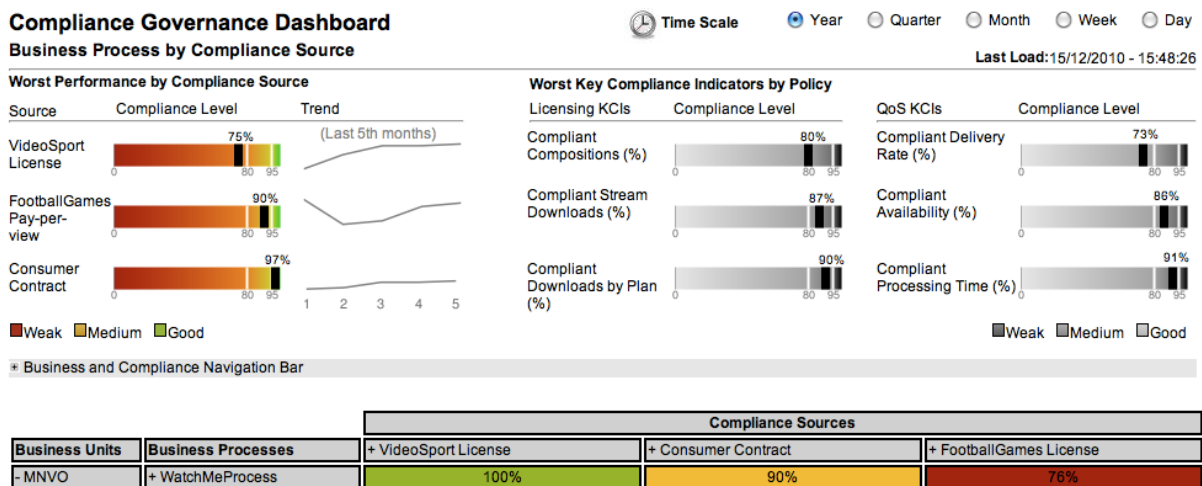 Compliance Governance Dashboard
Time Scale Year Quarter Month Week Day
Business Process by Compliance Source
Last Load:15/12/2010 - 15:48:26
Worst Performance by Compliance Source
Source Compliance Level Trend
(Last 5th months)
VideoSport
License
75%
0 80 95
FootballGames
Pay-per-
view
90%
0 80 95
Consumer
Contract
97%
0 80 95
1 2 3 4 5
Weak Medium Good
Worst Key Compliance Indicators by Policy
Licensing KCIs Compliance Level
Compliant
Compositions (%)
80%
0 80 95
Compliant Stream
Downloads (%)
87%
0 80 95
Compliant
Downloads by Plan
(%)
90%
0 80 95
QoS KCIs Compliance Level
Compliant Delivery
Rate (%)
73%
0 80 95
Compliant
Availability (%)
86%
0 80 95
Compliant
Processing Time (%)
91%
0 80 95
Weak Medium Good
+ Business and Compliance Navigation Bar
Compliance Sources
Business Units Business Processes + VideoSport License + Consumer Contract + FootballGames License
- MNVO + WatchMeProcess 100% 90% 76%